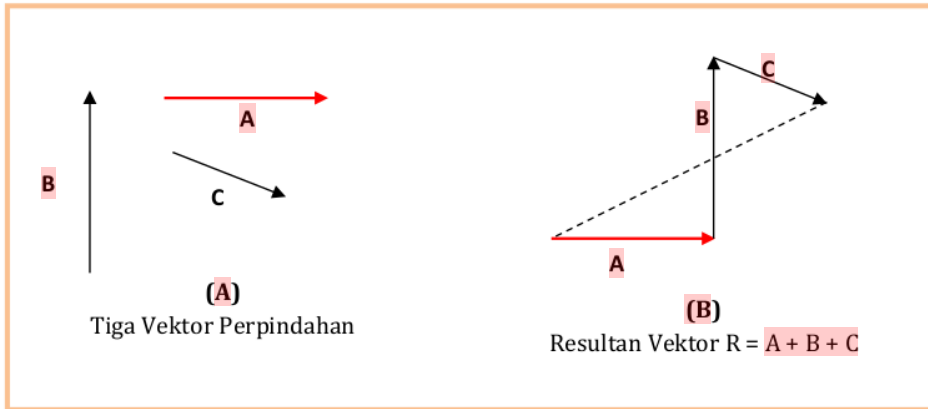 A
B
C
(A)
Tiga Vektor Perpindahan
C
B
A
(B)
Resultan Vektor R = A + B + C